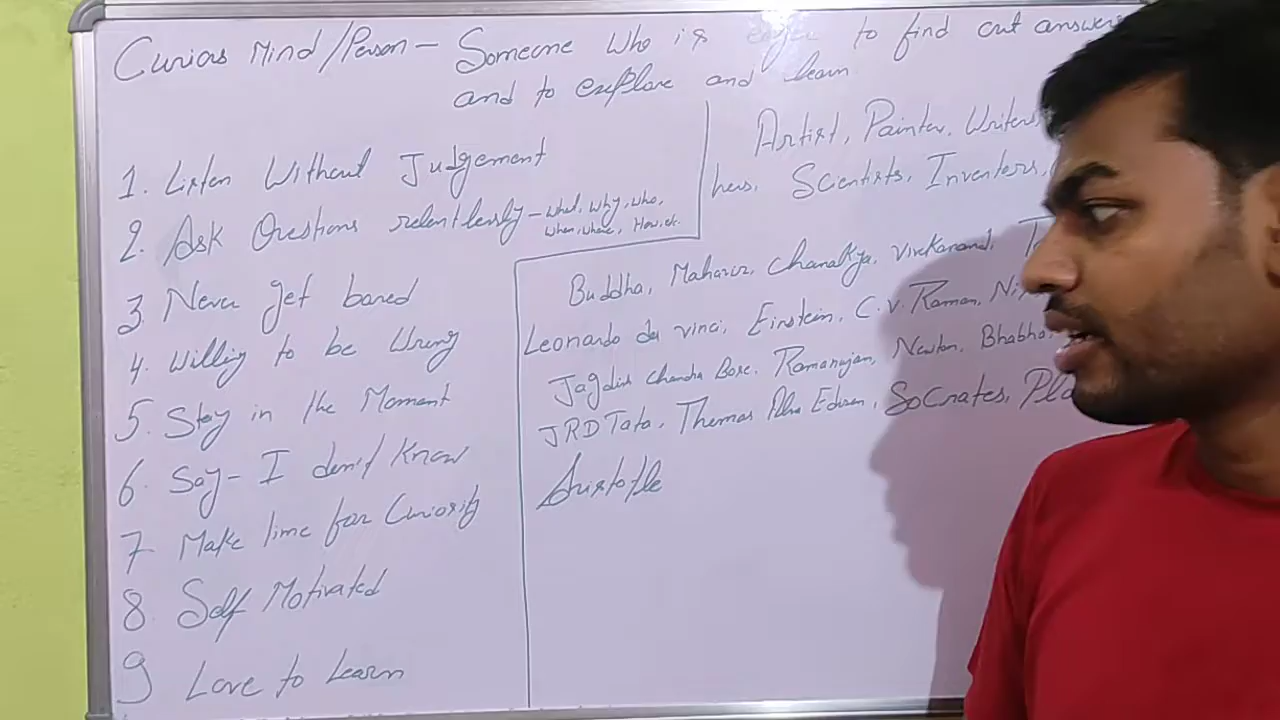 Curious Mind/Person - Someone who is eager to find out answers
and to explore and learn
1. Listen Without Judgement
2. Ask Questions relentlessly - What, Why, Who,
When, Where, How, etc.
3. Never get bored
4. Willing to be Wrong
5. Stay in the Moment
6. Say - I don't Know
7. Make time for Curiosity
8. Self Motivated
9 Love to Learn
Artist, Painter, Writers,
hers, Scientists, Inventers,
Buddha, Mahavir, Chanakya, Vivekanand,
Leonardo da vinci, Einstein, C.V. Raman,
Jagdish Chandra Bose, Ramanujan, Newton, Bhabha,
JRD Tata, Thomas Alva Edison, Socrates,
Aristotle